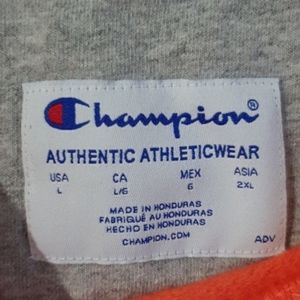 Champion®
AUTHENTIC ATHLETICWEAR
USA CA MEX ASIA
L L/G G 2XL
MADE IN HONDURAS
FABRIQUÉ AU HONDURAS
HECHO EN HONDURAS
CHAMPION.COM
ADV